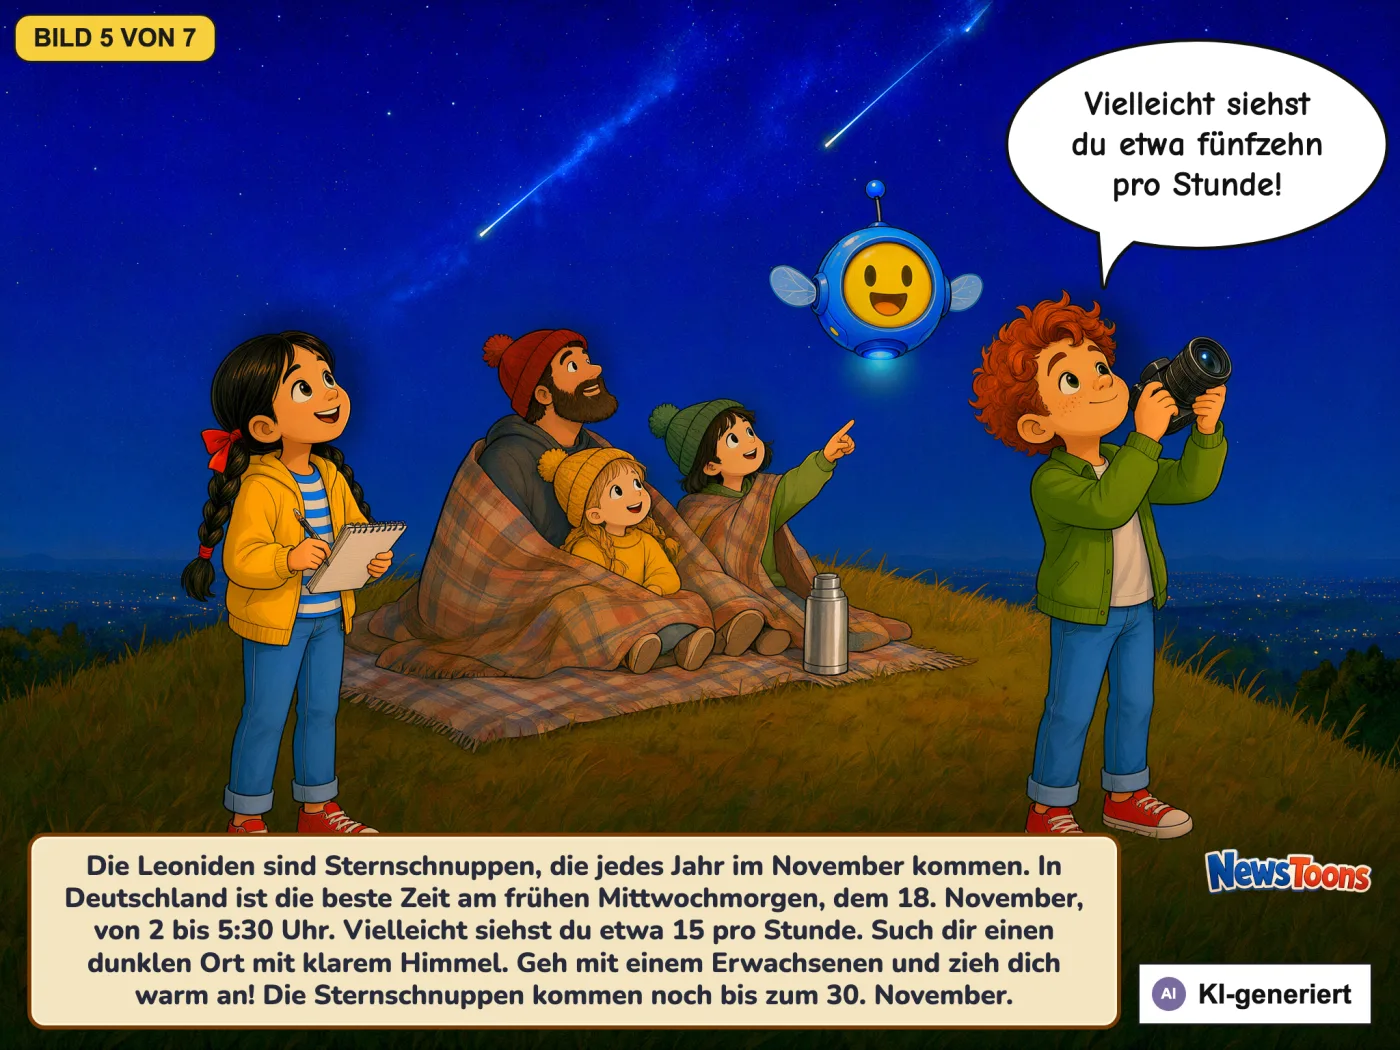 BILD 5 VON 7
Vielleicht siehst
du etwa fünfzehn
pro Stunde!
Die Leoniden sind Sternschnuppen, die jedes Jahr im November kommen. In
Deutschland ist die beste Zeit am frühen Mittwochmorgen, dem 18. November,
von 2 bis 5:30 Uhr. Vielleicht siehst du etwa 15 pro Stunde. Such dir einen
dunklen Ort mit klarem Himmel. Geh mit einem Erwachsenen und zieh dich
warm an! Die Sternschnuppen kommen noch bis zum 30. November.
NewsToons
AI KI-generiert